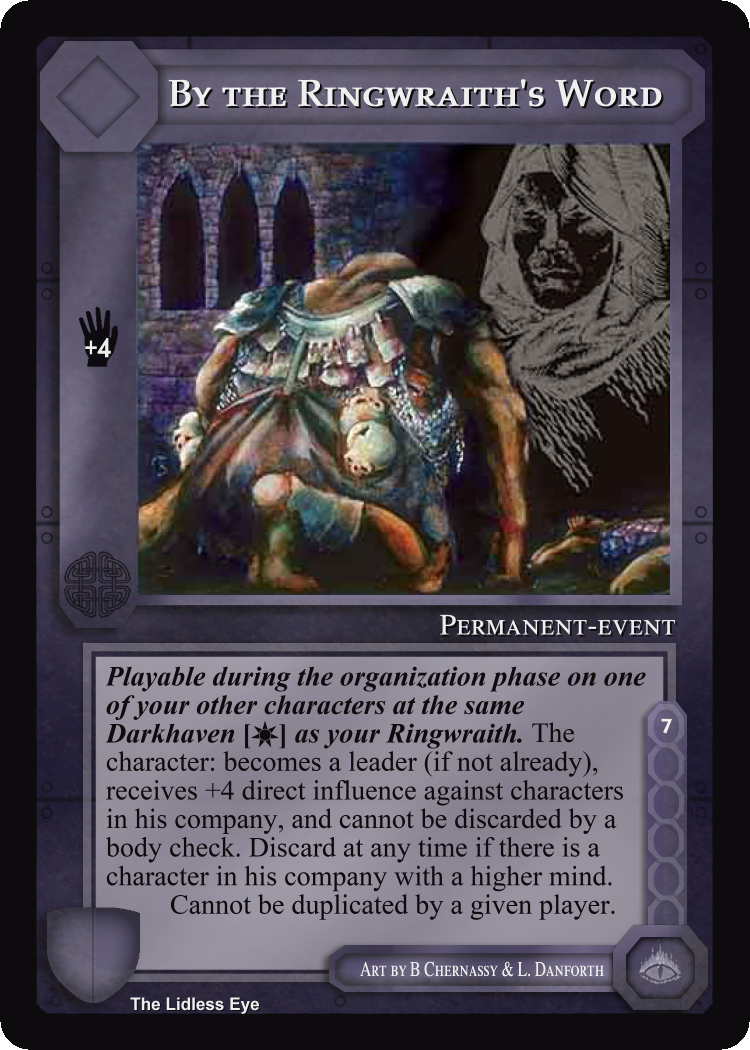 By the Ringwraith's Word
+4
Permanent-event
Playable during the organization phase on one
of your other characters at the same
Darkhaven [☀] as your Ringwraith. The
character: becomes a leader (if not already),
receives +4 direct influence against characters
in his company, and cannot be discarded by a
body check. Discard at any time if there is a
character in his company with a higher mind.
Cannot be duplicated by a given player.
7
Art by B Chernassy & L. Danforth
The Lidless Eye